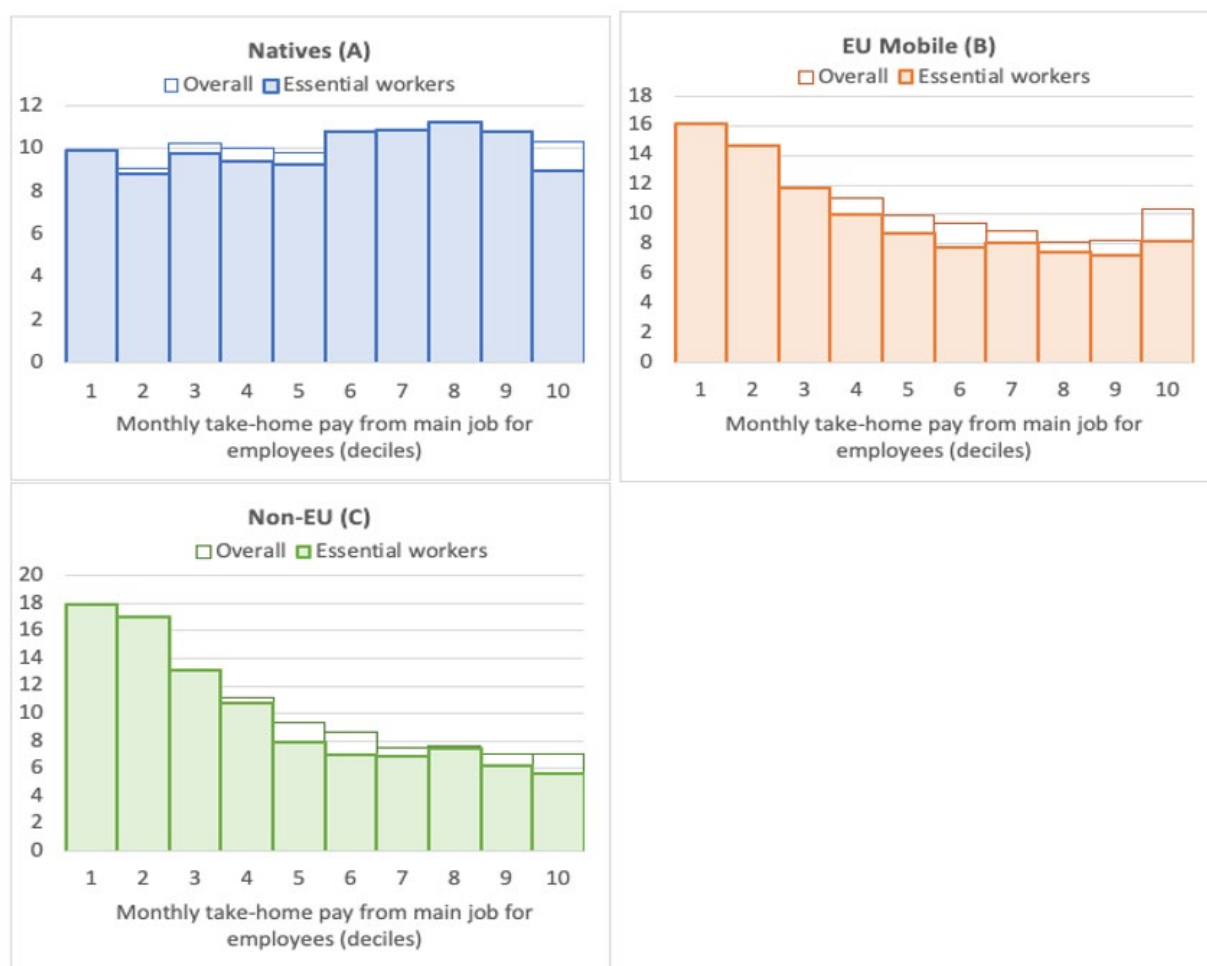 Natives (A)
Overall Essential workers
12
10
8
6
4
2
0
1 2 3 4 5 6 7 8 9 10
Monthly take-home pay from main job for
employees (deciles)
EU Mobile (B)
Overall Essential workers
18
16
14
12
10
8
6
4
2
0
1 2 3 4 5 6 7 8 9 10
Monthly take-home pay from main job for
employees (deciles)
Non-EU (C)
Overall Essential workers
20
18
16
14
12
10
8
6
4
2
0
1 2 3 4 5 6 7 8 9 10
Monthly take-home pay from main job for
employees (deciles)